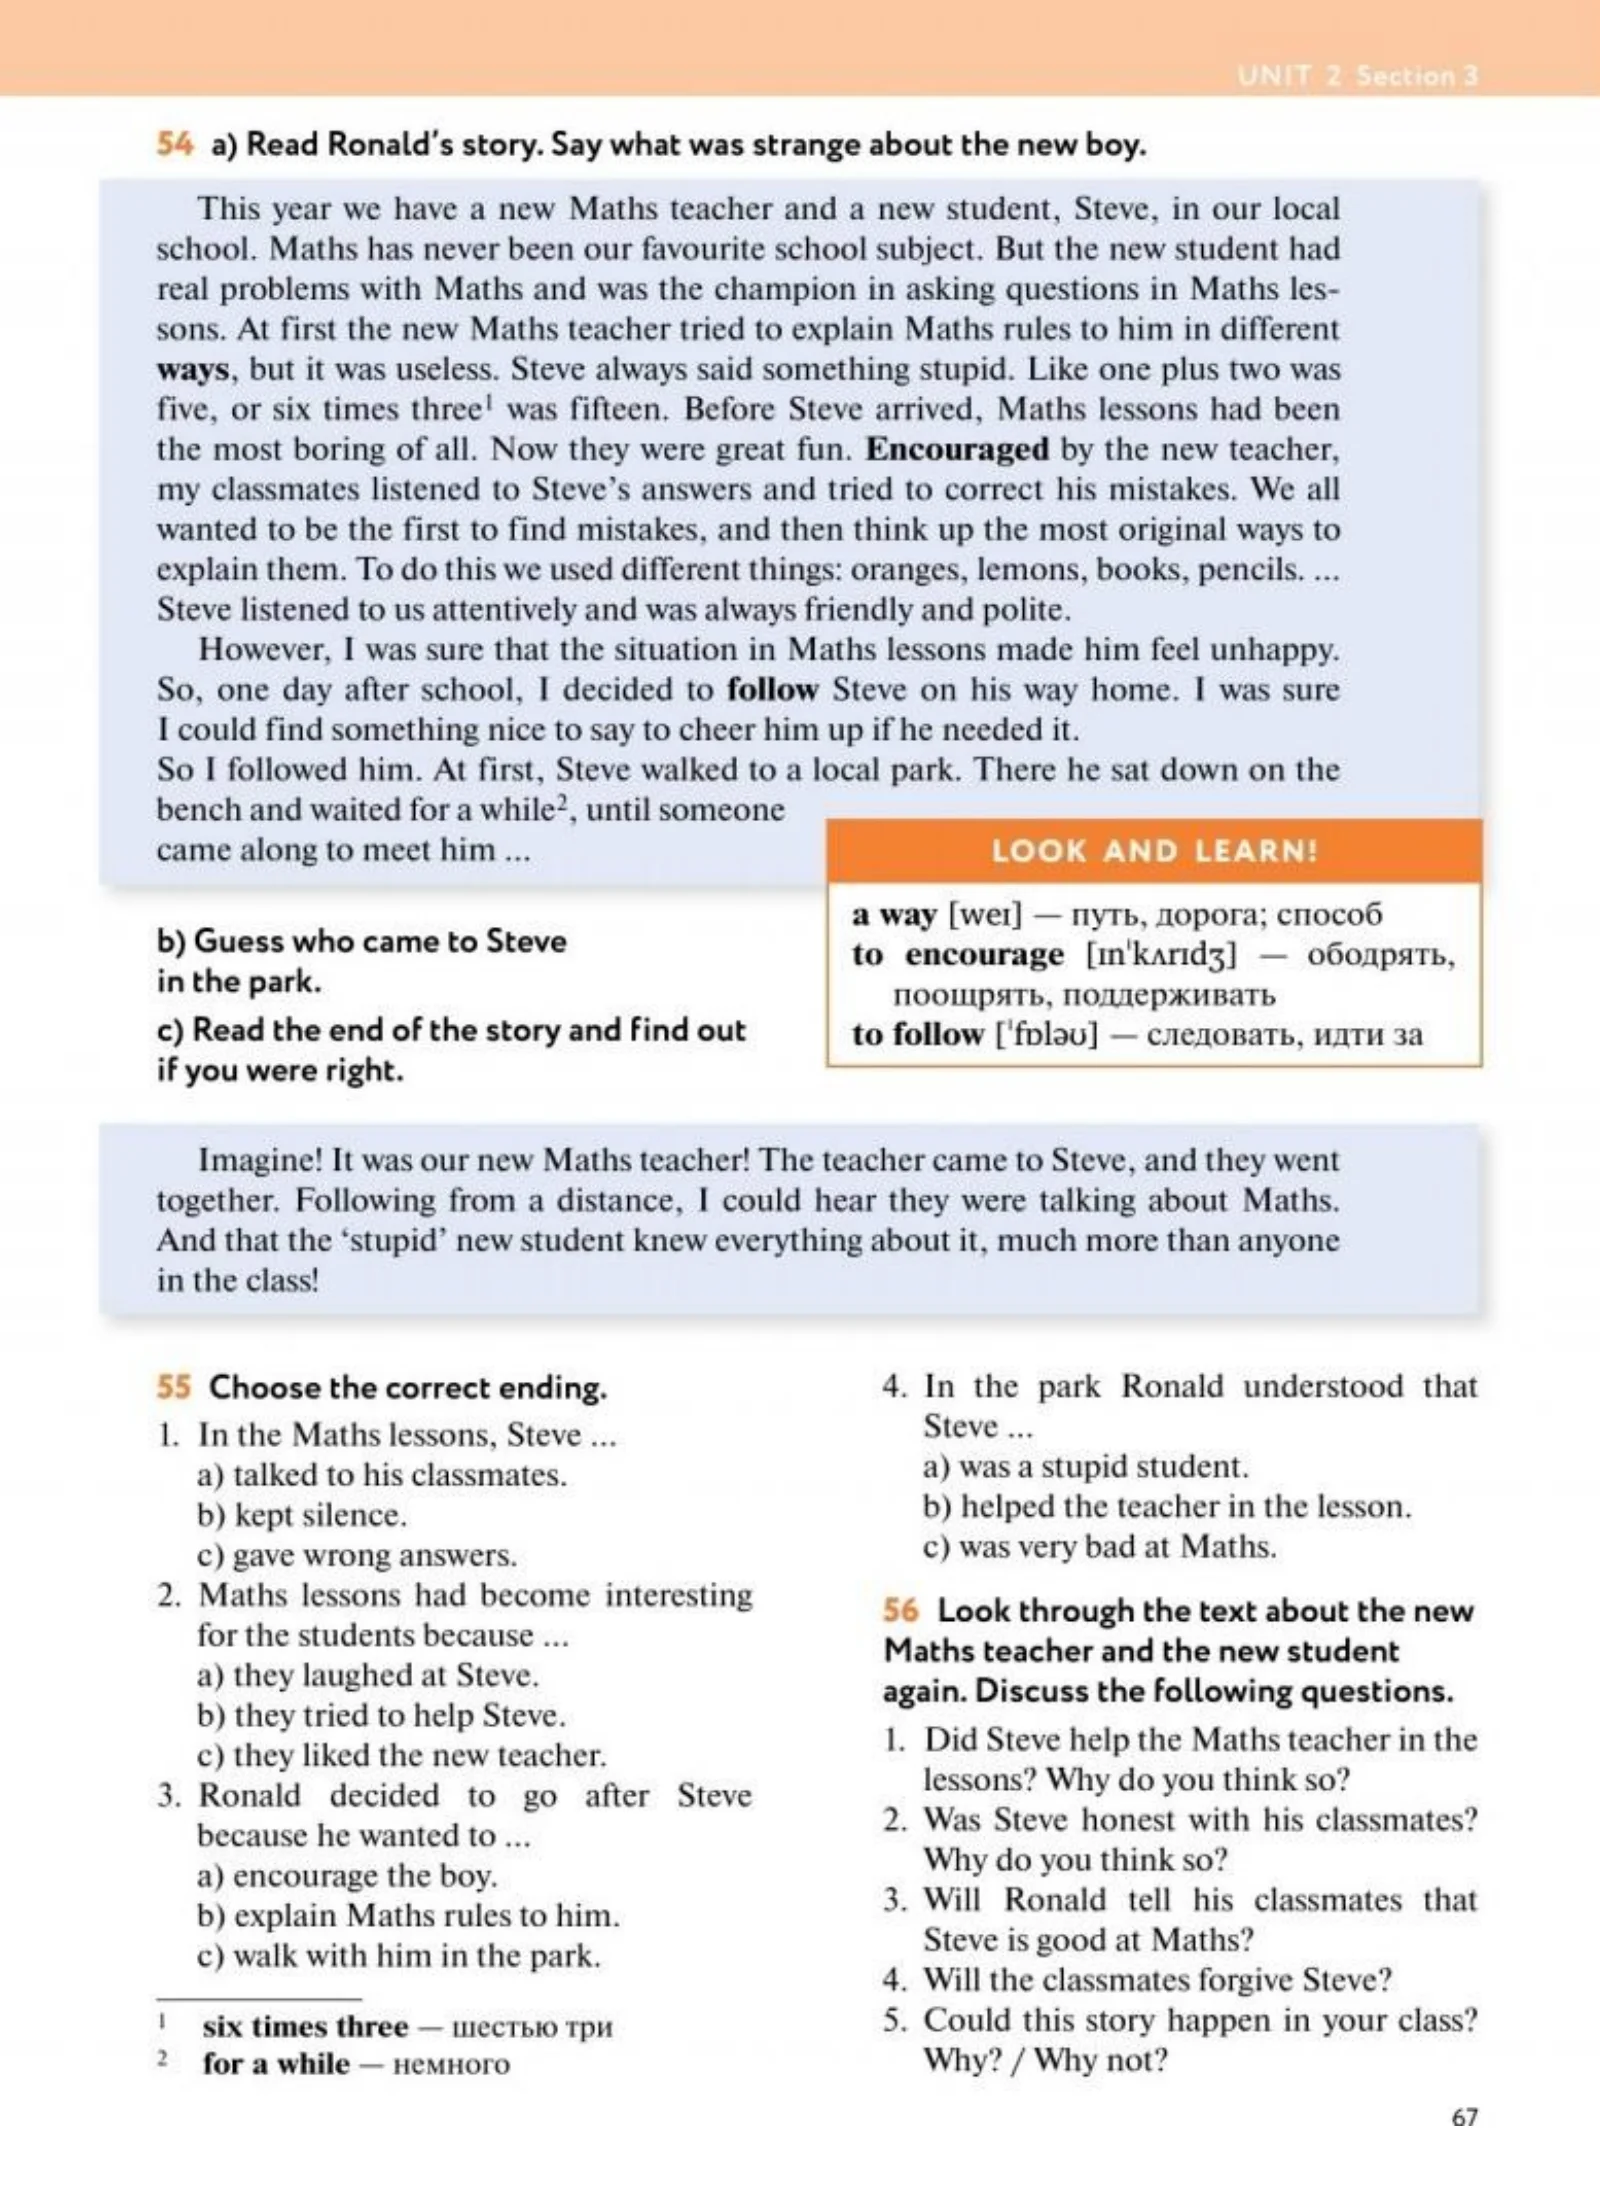 UNIT 2 Section 3
54 a) Read Ronald's story. Say what was strange about the new boy.
This year we have a new Maths teacher and a new student, Steve, in our local
school. Maths has never been our favourite school subject. But the new student had
real problems with Maths and was the champion in asking questions in Maths les-
sons. At first the new Maths teacher tried to explain Maths rules to him in different
ways, but it was useless. Steve always said something stupid. Like one plus two was
five, or six times three¹ was fifteen. Before Steve arrived, Maths lessons had been
the most boring of all. Now they were great fun. Encouraged by the new teacher,
my classmates listened to Steve's answers and tried to correct his mistakes. We all
wanted to be the first to find mistakes, and then think up the most original ways to
explain them. To do this we used different things: oranges, lemons, books, pencils. ...
Steve listened to us attentively and was always friendly and polite.
However, I was sure that the situation in Maths lessons made him feel unhappy.
So, one day after school, I decided to follow Steve on his way home. I was sure
I could find something nice to say to cheer him up if he needed it.
So I followed him. At first, Steve walked to a local park. There he sat down on the
bench and waited for a while², until someone
came along to meet him ...
LOOK AND LEARN!
a way [weɪ] — путь, дорога; способ
to encourage [ɪnˈkʌrɪdʒ] — ободрять,
поощрять, поддерживать
to follow [ˈfɒləʊ] — следовать, идти за
b) Guess who came to Steve
in the park.
c) Read the end of the story and find out
if you were right.
Imagine! It was our new Maths teacher! The teacher came to Steve, and they went
together. Following from a distance, I could hear they were talking about Maths.
And that the 'stupid' new student knew everything about it, much more than anyone
in the class!
55 Choose the correct ending.
1. In the Maths lessons, Steve ...
a) talked to his classmates.
b) kept silence.
c) gave wrong answers.
2. Maths lessons had become interesting
for the students because ...
a) they laughed at Steve.
b) they tried to help Steve.
c) they liked the new teacher.
3. Ronald decided to go after Steve
because he wanted to ...
a) encourage the boy.
b) explain Maths rules to him.
c) walk with him in the park.
4. In the park Ronald understood that
Steve ...
a) was a stupid student.
b) helped the teacher in the lesson.
c) was very bad at Maths.
56 Look through the text about the new
Maths teacher and the new student
again. Discuss the following questions.
1. Did Steve help the Maths teacher in the
lessons? Why do you think so?
2. Was Steve honest with his classmates?
Why do you think so?
3. Will Ronald tell his classmates that
Steve is good at Maths?
4. Will the classmates forgive Steve?
5. Could this story happen in your class?
Why? / Why not?
¹ six times three — шестью три
² for a while — немного
67